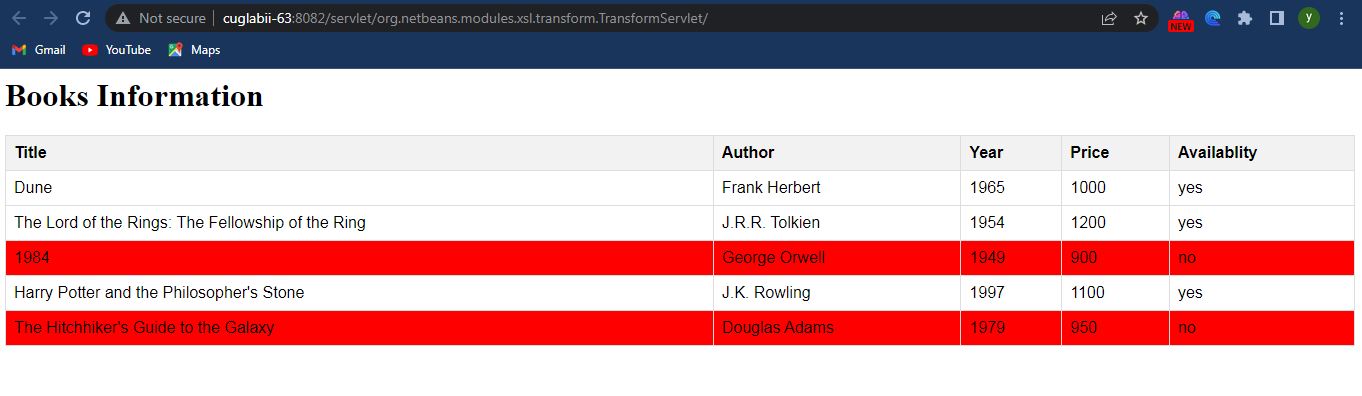 Not secure | cuglabii-63:8082/servlet/org.netbeans.modules.xsl.transform.TransformServlet/
NEW
y
Gmail YouTube Maps
Books Information
Title Author Year Price Availablity
Dune Frank Herbert 1965 1000 yes
The Lord of the Rings: The Fellowship of the Ring J.R.R. Tolkien 1954 1200 yes
1984 George Orwell 1949 900 no
Harry Potter and the Philosopher's Stone J.K. Rowling 1997 1100 yes
The Hitchhiker's Guide to the Galaxy Douglas Adams 1979 950 no